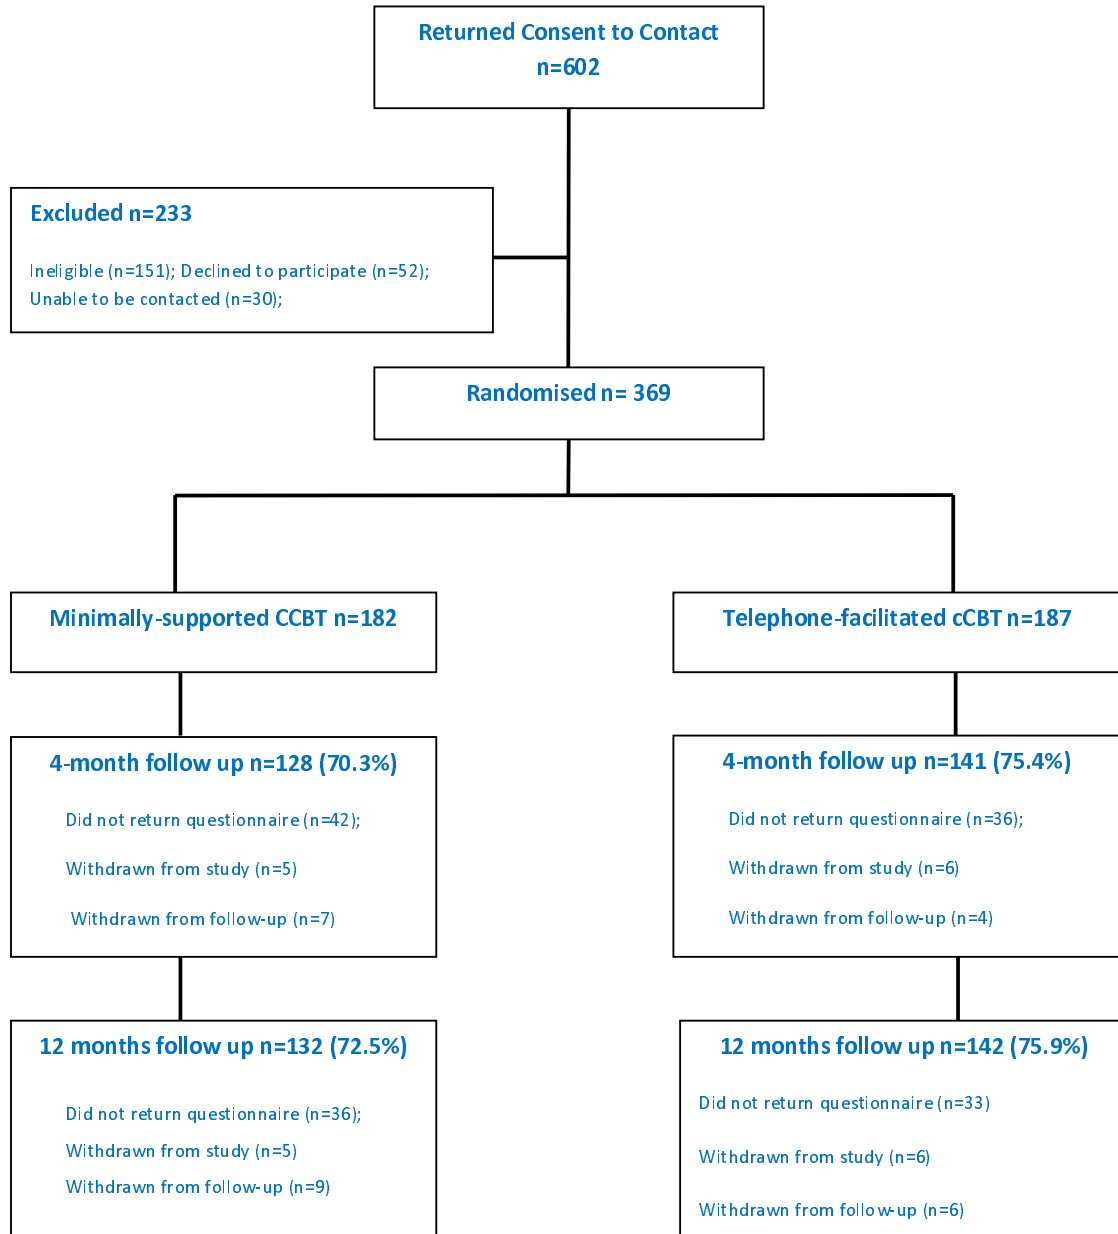 Returned Consent to Contact
n=602
Excluded n=233
Ineligible (n=151); Declined to participate (n=52);
Unable to be contacted (n=30);
Randomised n= 369
Minimally-supported CCBT n=182
Telephone-facilitated cCBT n=187
4-month follow up n=128 (70.3%)
Did not return questionnaire (n=42);
Withdrawn from study (n=5)
Withdrawn from follow-up (n=7)
4-month follow up n=141 (75.4%)
Did not return questionnaire (n=36);
Withdrawn from study (n=6)
Withdrawn from follow-up (n=4)
12 months follow up n=132 (72.5%)
Did not return questionnaire (n=36);
Withdrawn from study (n=5)
Withdrawn from follow-up (n=9)
12 months follow up n=142 (75.9%)
Did not return questionnaire (n=33)
Withdrawn from study (n=6)
Withdrawn from follow-up (n=6)